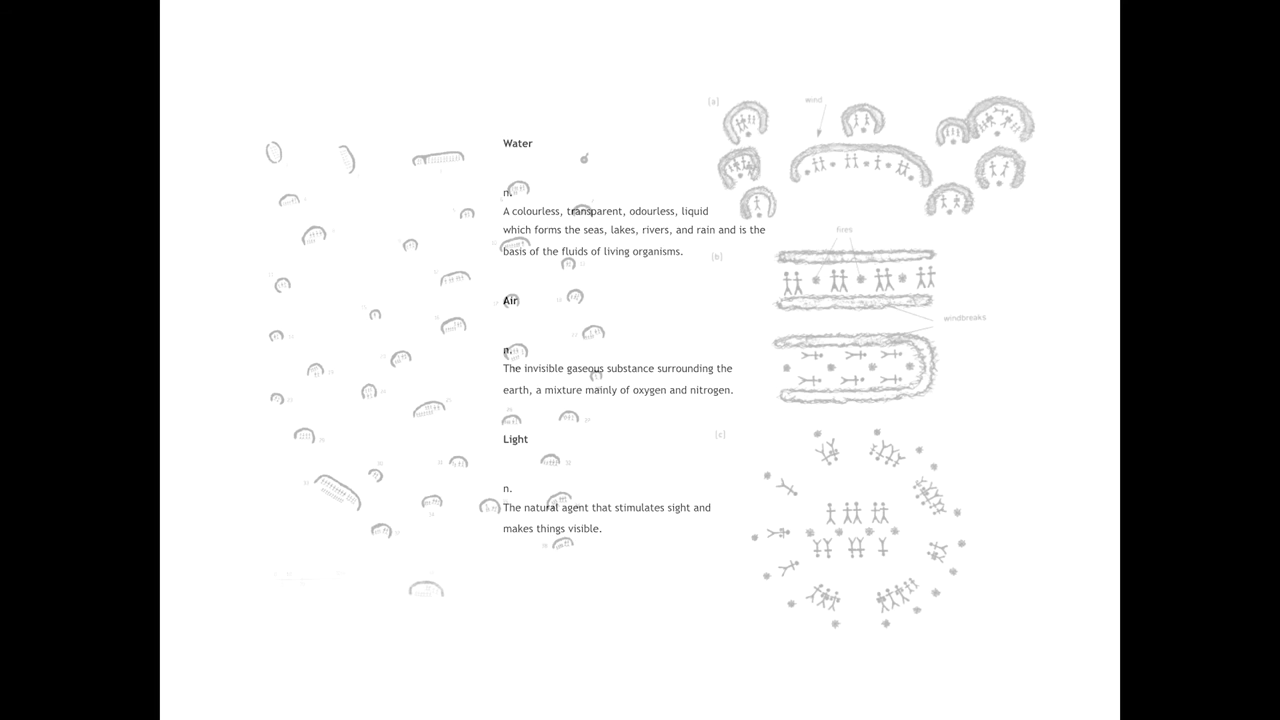 Water
n.
A colourless, transparent, odourless, liquid
which forms the seas, lakes, rivers, and rain and is the
basis of the fluids of living organisms.
Air
n.
The invisible gaseous substance surrounding the
earth, a mixture mainly of oxygen and nitrogen.
Light
n.
The natural agent that stimulates sight and
makes things visible.
[a]
wind
fires
[b]
windbreaks
[c]